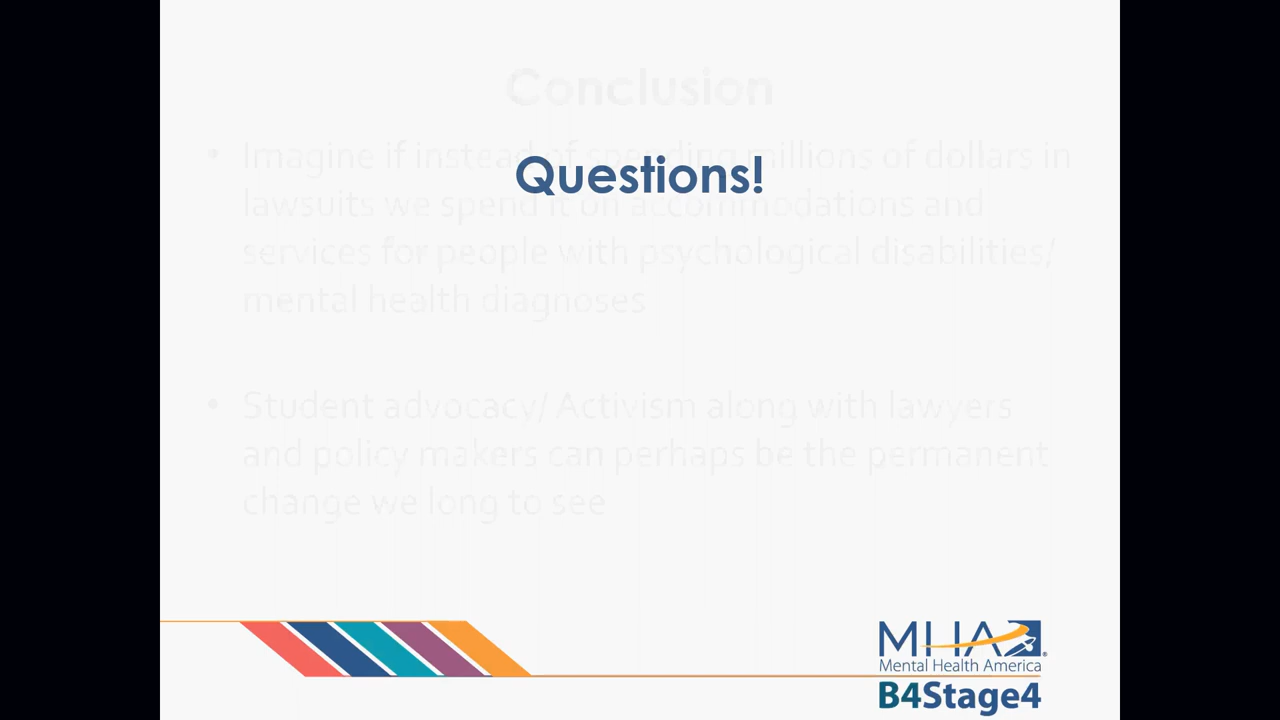 Conclusion
• Imagine if instead of spending millions of dollars in
Questions!
lawsuits we spend it on accommodations and
services for people with psychological disabilities/
mental health diagnoses
• Student advocacy/ Activism along with lawyers
and policy makers can perhaps be the permanent
change we long to see
MHA®
Mental Health America
B4Stage4